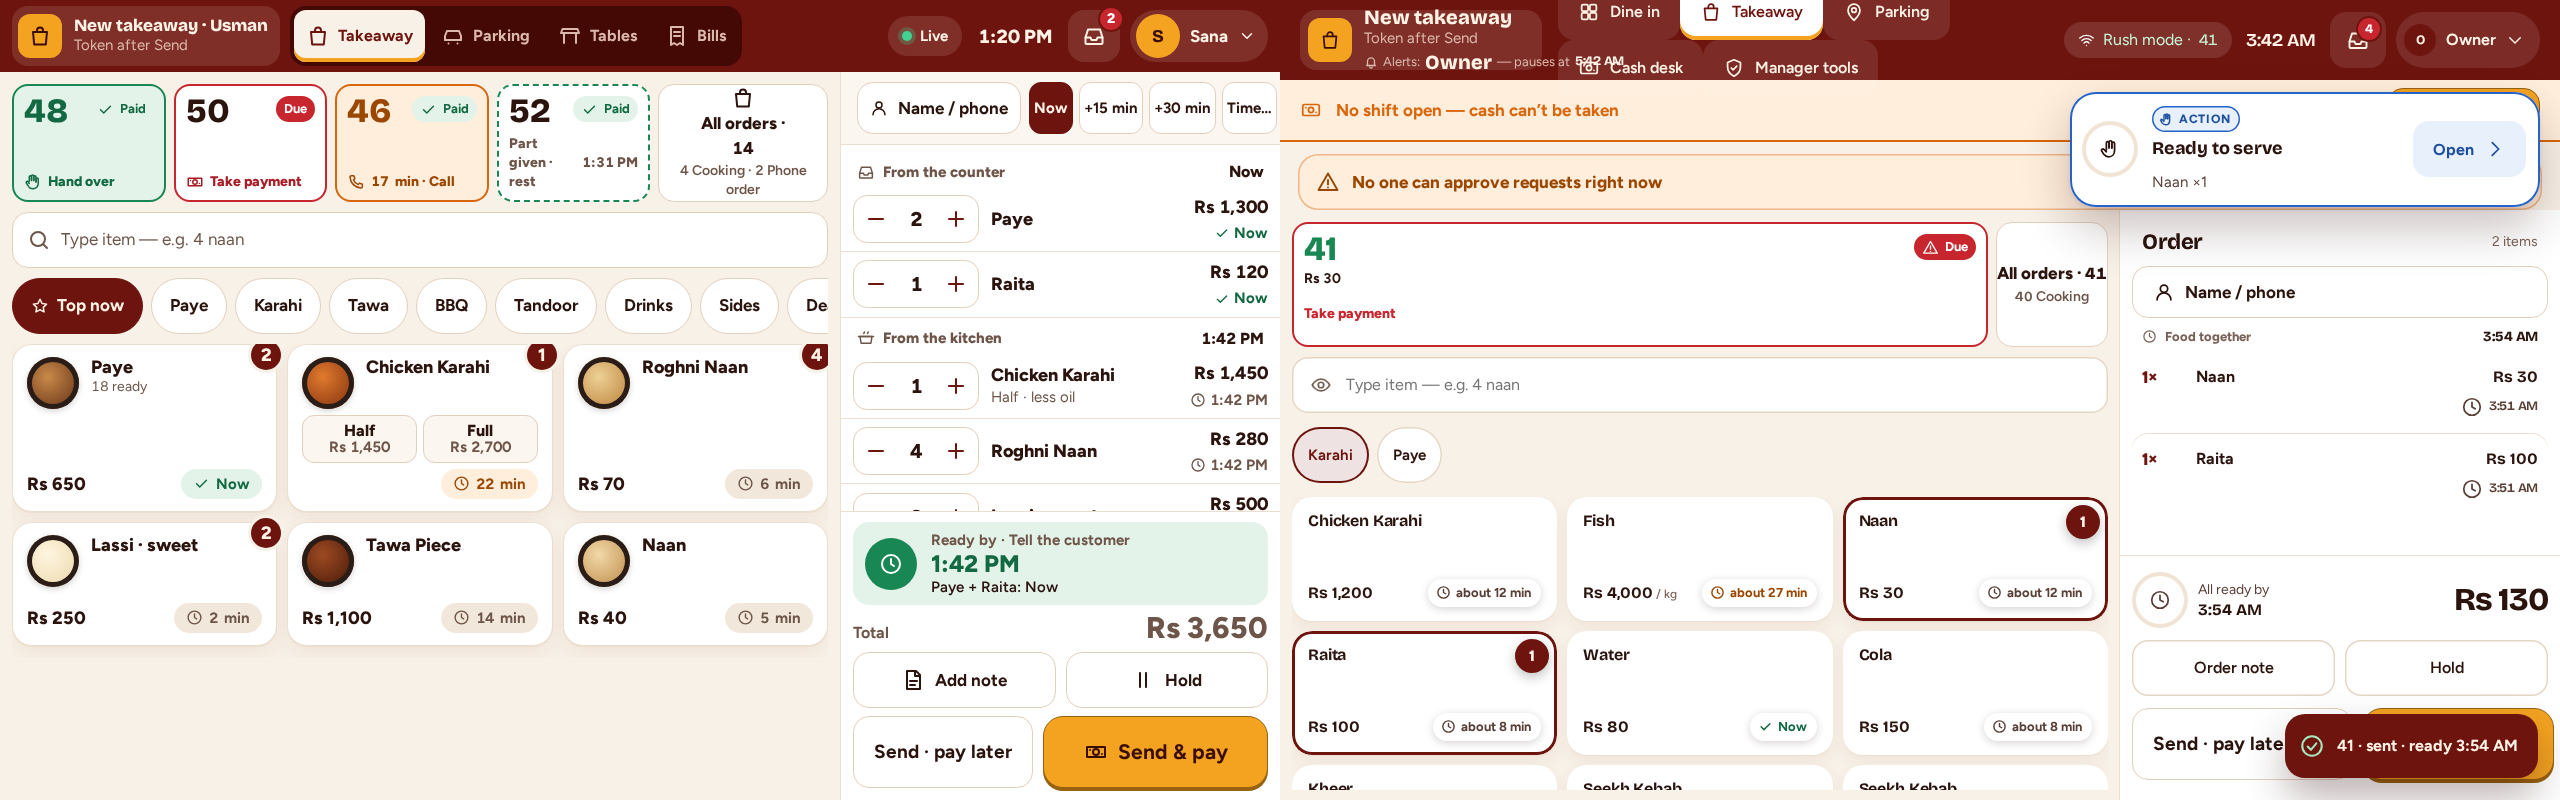 New takeaway · Usman
Token after Send
Takeaway
Parking
Tables
Bills
Live
1:20 PM
2
S
Sana
48
Paid
Hand over
50
Due
Take payment
46
Paid
17 min · Call
52
Paid
Part
given ·
rest
1:31 PM
All orders ·
14
4 Cooking · 2 Phone
order
Type item — e.g. 4 naan
Top now
Paye
Karahi
Tawa
BBQ
Tandoor
Drinks
Sides
De
Paye
18 ready
2
Rs 650
Now
Chicken Karahi
1
Half
Rs 1,450
Full
Rs 2,700
22 min
Roghni Naan
4
Rs 70
6 min
Lassi · sweet
2
Rs 250
2 min
Tawa Piece
Rs 1,100
14 min
Naan
Rs 40
5 min
Name / phone
Now
+15 min
+30 min
Time...
From the counter
Now
2
Paye
Rs 1,300
Now
1
Raita
Rs 120
Now
From the kitchen
1:42 PM
1
Chicken Karahi
Half · less oil
Rs 1,450
1:42 PM
4
Roghni Naan
Rs 280
1:42 PM
Rs 500
Ready by · Tell the customer
1:42 PM
Paye + Raita: Now
Total
Rs 3,650
Add note
Hold
Send · pay later
Send & pay
New takeaway
Token after Send
Alerts: Owner — pauses at 5:42 AM
Dine in
Takeaway
Parking
Cash desk
Manager tools
Rush mode · 41
3:42 AM
4
O
Owner
No shift open — cash can't be taken
No one can approve requests right now
ACTION
Ready to serve
Naan ×1
Open
41
Rs 30
Take payment
Due
All orders · 41
40 Cooking
Type item — e.g. 4 naan
Karahi
Paye
Chicken Karahi
Rs 1,200
about 12 min
Fish
Rs 4,000 / kg
about 27 min
Naan
1
Rs 30
about 12 min
Raita
1
Rs 100
about 8 min
Water
Rs 80
Now
Cola
Rs 150
about 8 min
Kheer
Seekh Kebab
Seekh Kebab
Order
2 items
Name / phone
Food together
3:54 AM
1×
Naan
Rs 30
3:51 AM
1×
Raita
Rs 100
3:51 AM
All ready by
3:54 AM
Rs 130
Order note
Hold
Send · pay late
41 · sent · ready 3:54 AM